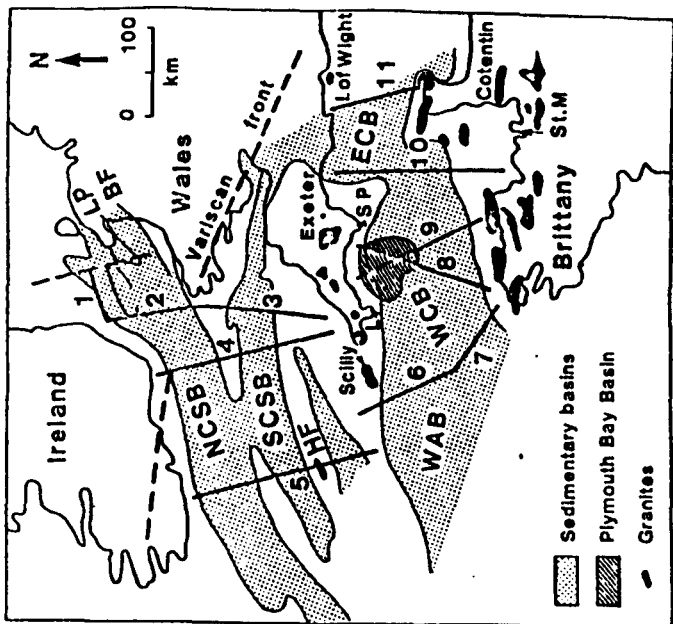 N
100
km
Ireland
Wales
LP
BF
Variscan front
1
2
3
4
5
NCSB
SCSB
HF
Exeter
I.of Wight
SP
L
Scilly
ECB
WCB
WAB
6
7
8
9
10
11
Cotentin
St.M
Brittany
Sedimentary basins
Plymouth Bay Basin
Granites